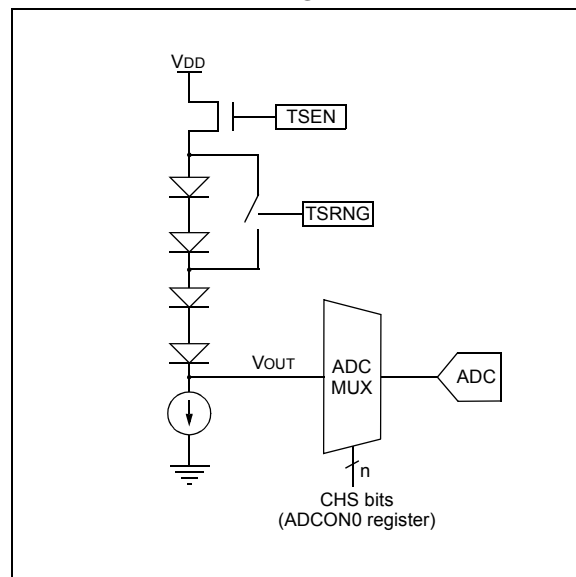 VDD
TSEN
TSRNG
VOUT
ADC
MUX
ADC
n
CHS bits
(ADCON0 register)